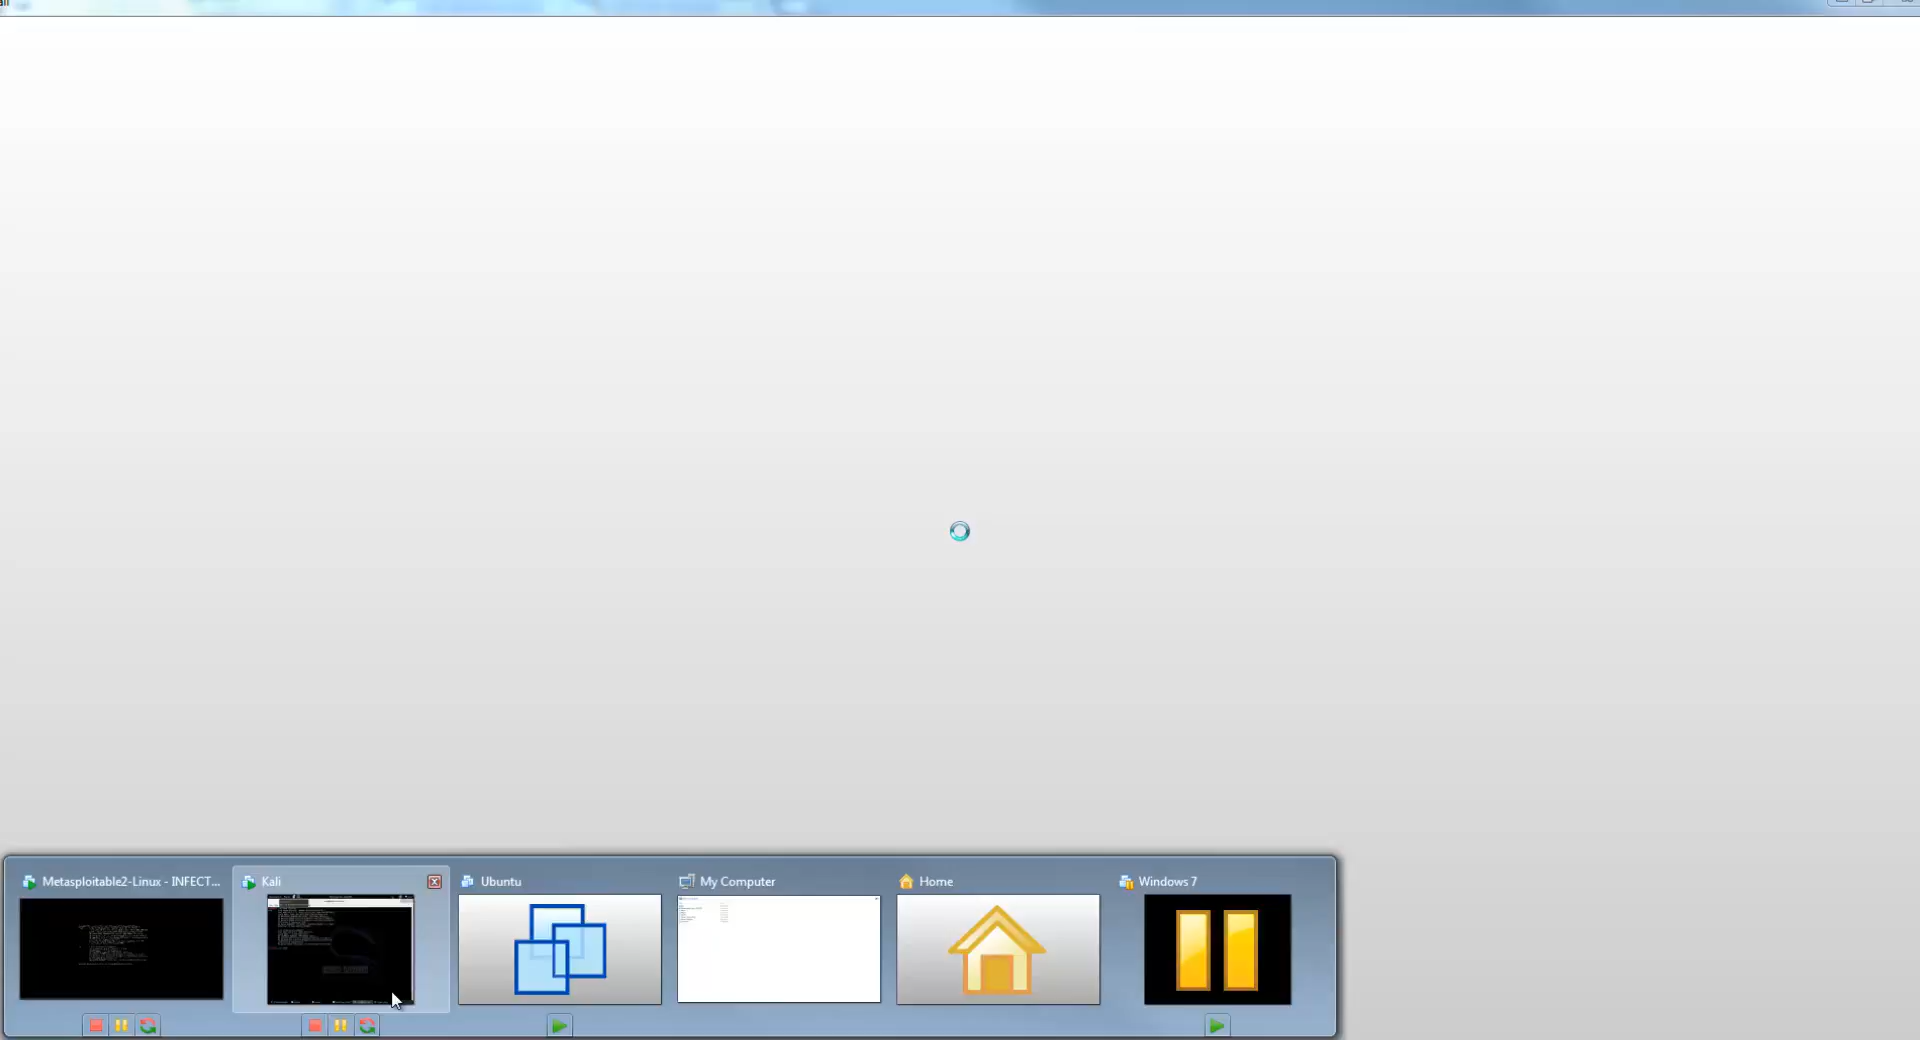 Metasploitable2-Linux - INFECT...
Kali
Ubuntu
My Computer
Home
Windows 7